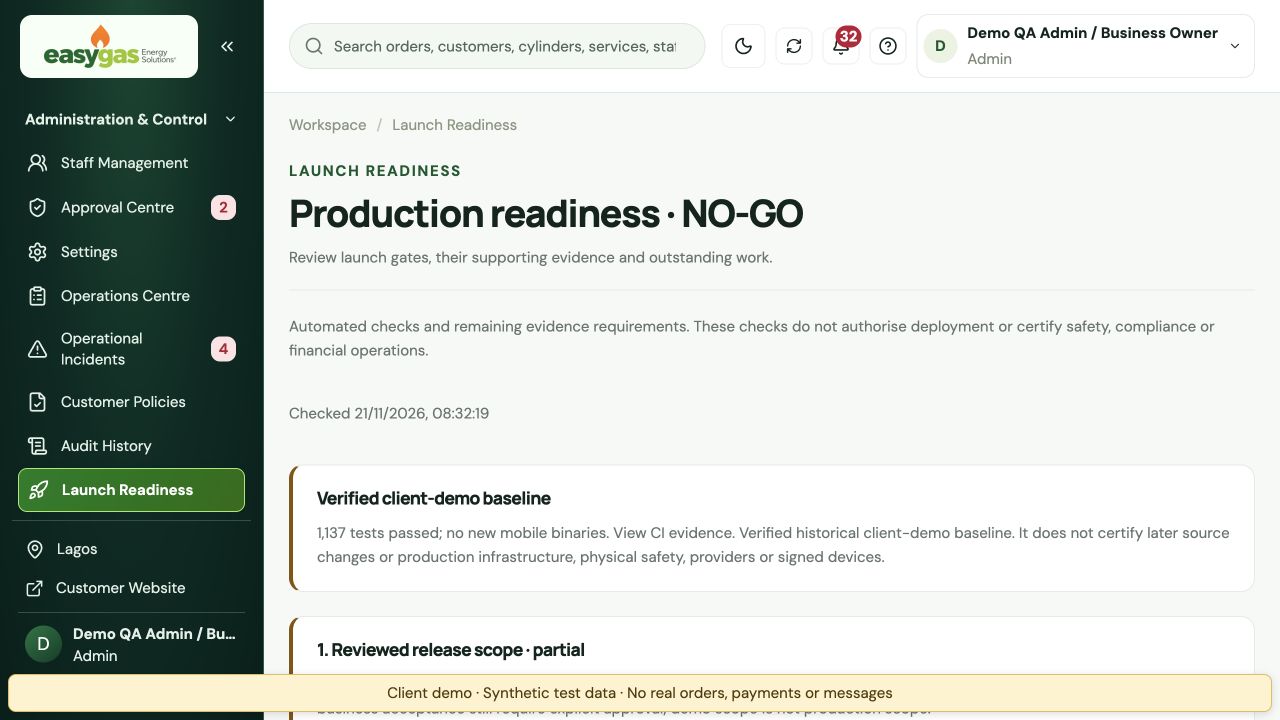 easygas Energy Solutions
Administration & Control
Staff Management
Approval Centre 2
Settings
Operations Centre
Operational
Incidents 4
Customer Policies
Audit History
Launch Readiness
Lagos
Customer Website
D Demo QA Admin / Bu...
Admin
Search orders, customers, cylinders, services, sta
32
D Demo QA Admin / Business Owner
Admin
Workspace / Launch Readiness
LAUNCH READINESS
Production readiness · NO-GO
Review launch gates, their supporting evidence and outstanding work.
Automated checks and remaining evidence requirements. These checks do not authorise deployment or certify safety, compliance or
financial operations.
Checked 21/11/2026, 08:32:19
Verified client-demo baseline
1,137 tests passed; no new mobile binaries. View CI evidence. Verified historical client-demo baseline. It does not certify later source
changes or production infrastructure, physical safety, providers or signed devices.
1. Reviewed release scope · partial
Client demo · Synthetic test data · No real orders, payments or messages